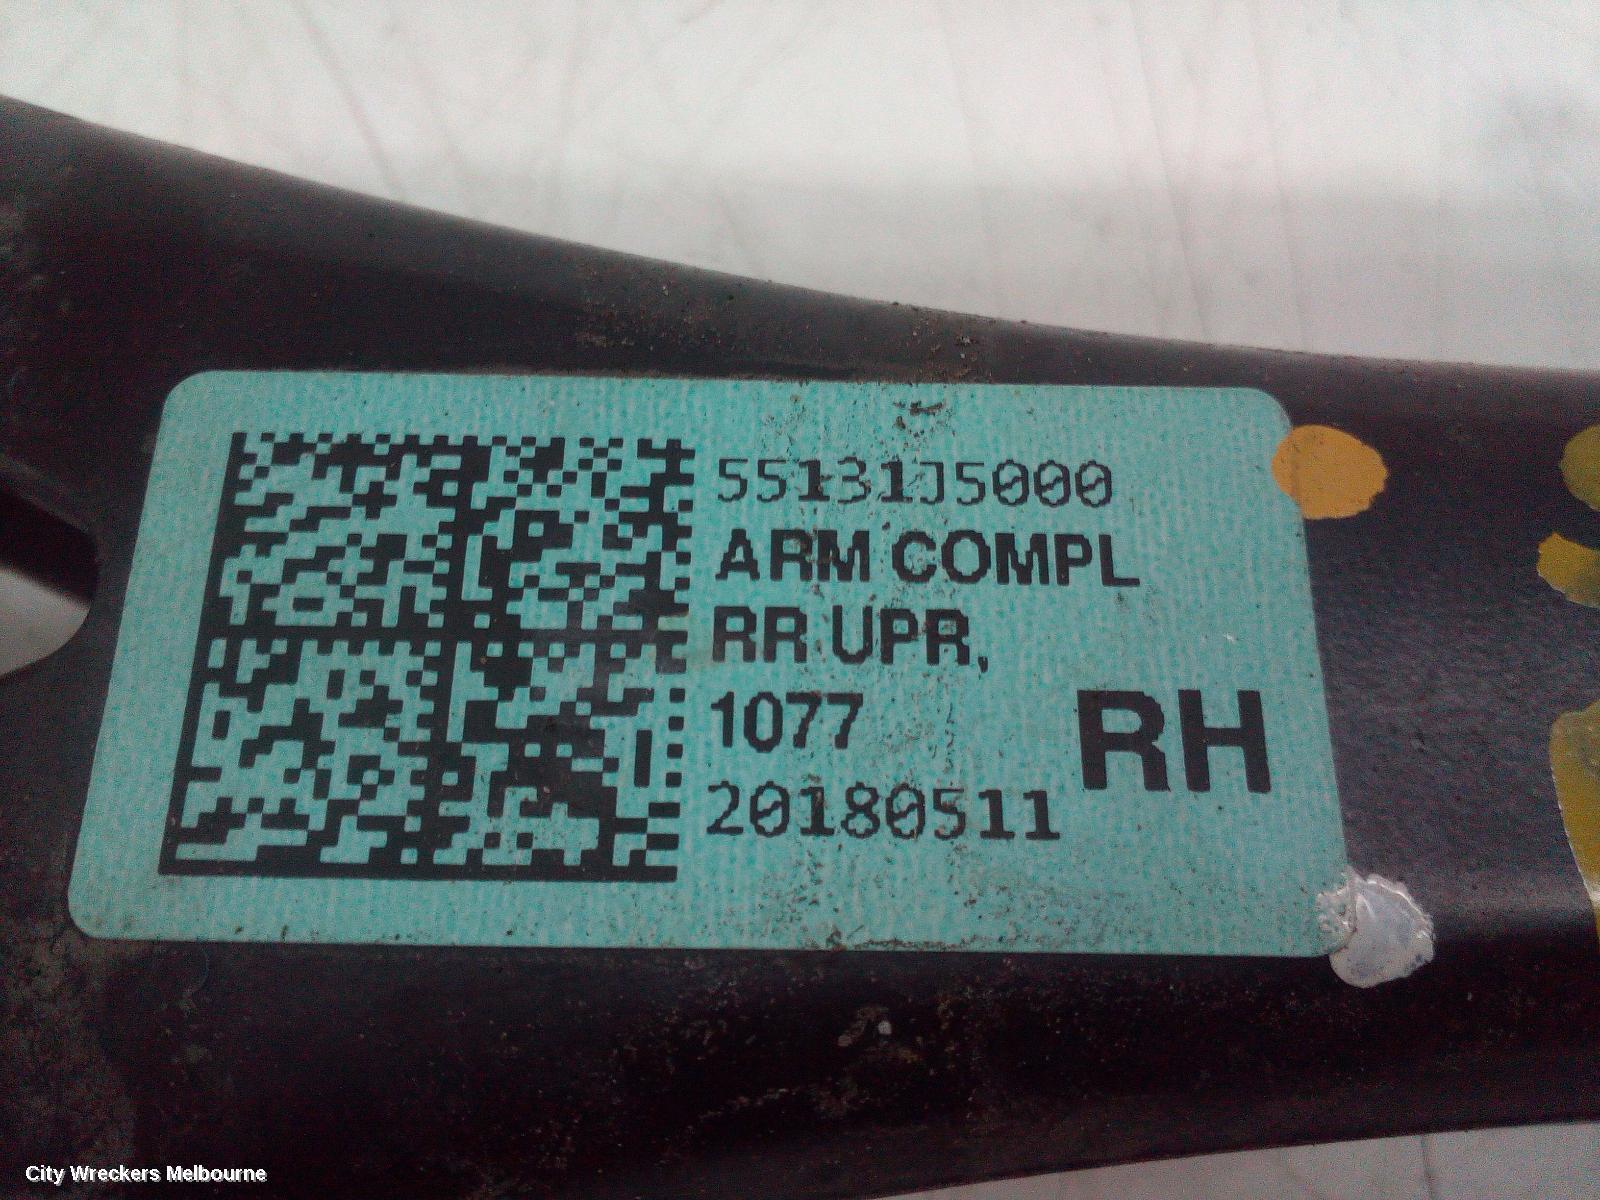 55131J5000
ARM COMPL
RR UPR,
1077
RH
20180511
City Wreckers Melbourne